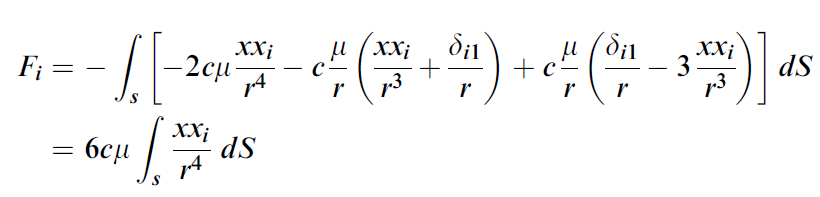 F_i = -\int_s \left[ -2c\mu \frac{xx_i}{r^4} - c\frac{\mu}{r} \left( \frac{xx_i}{r^3} + \frac{\delta_{i1}}{r} \right) + c\frac{\mu}{r} \left( \frac{\delta_{i1}}{r} - 3\frac{xx_i}{r^3} \right) \right] dS
= 6c\mu \int_s \frac{xx_i}{r^4} dS